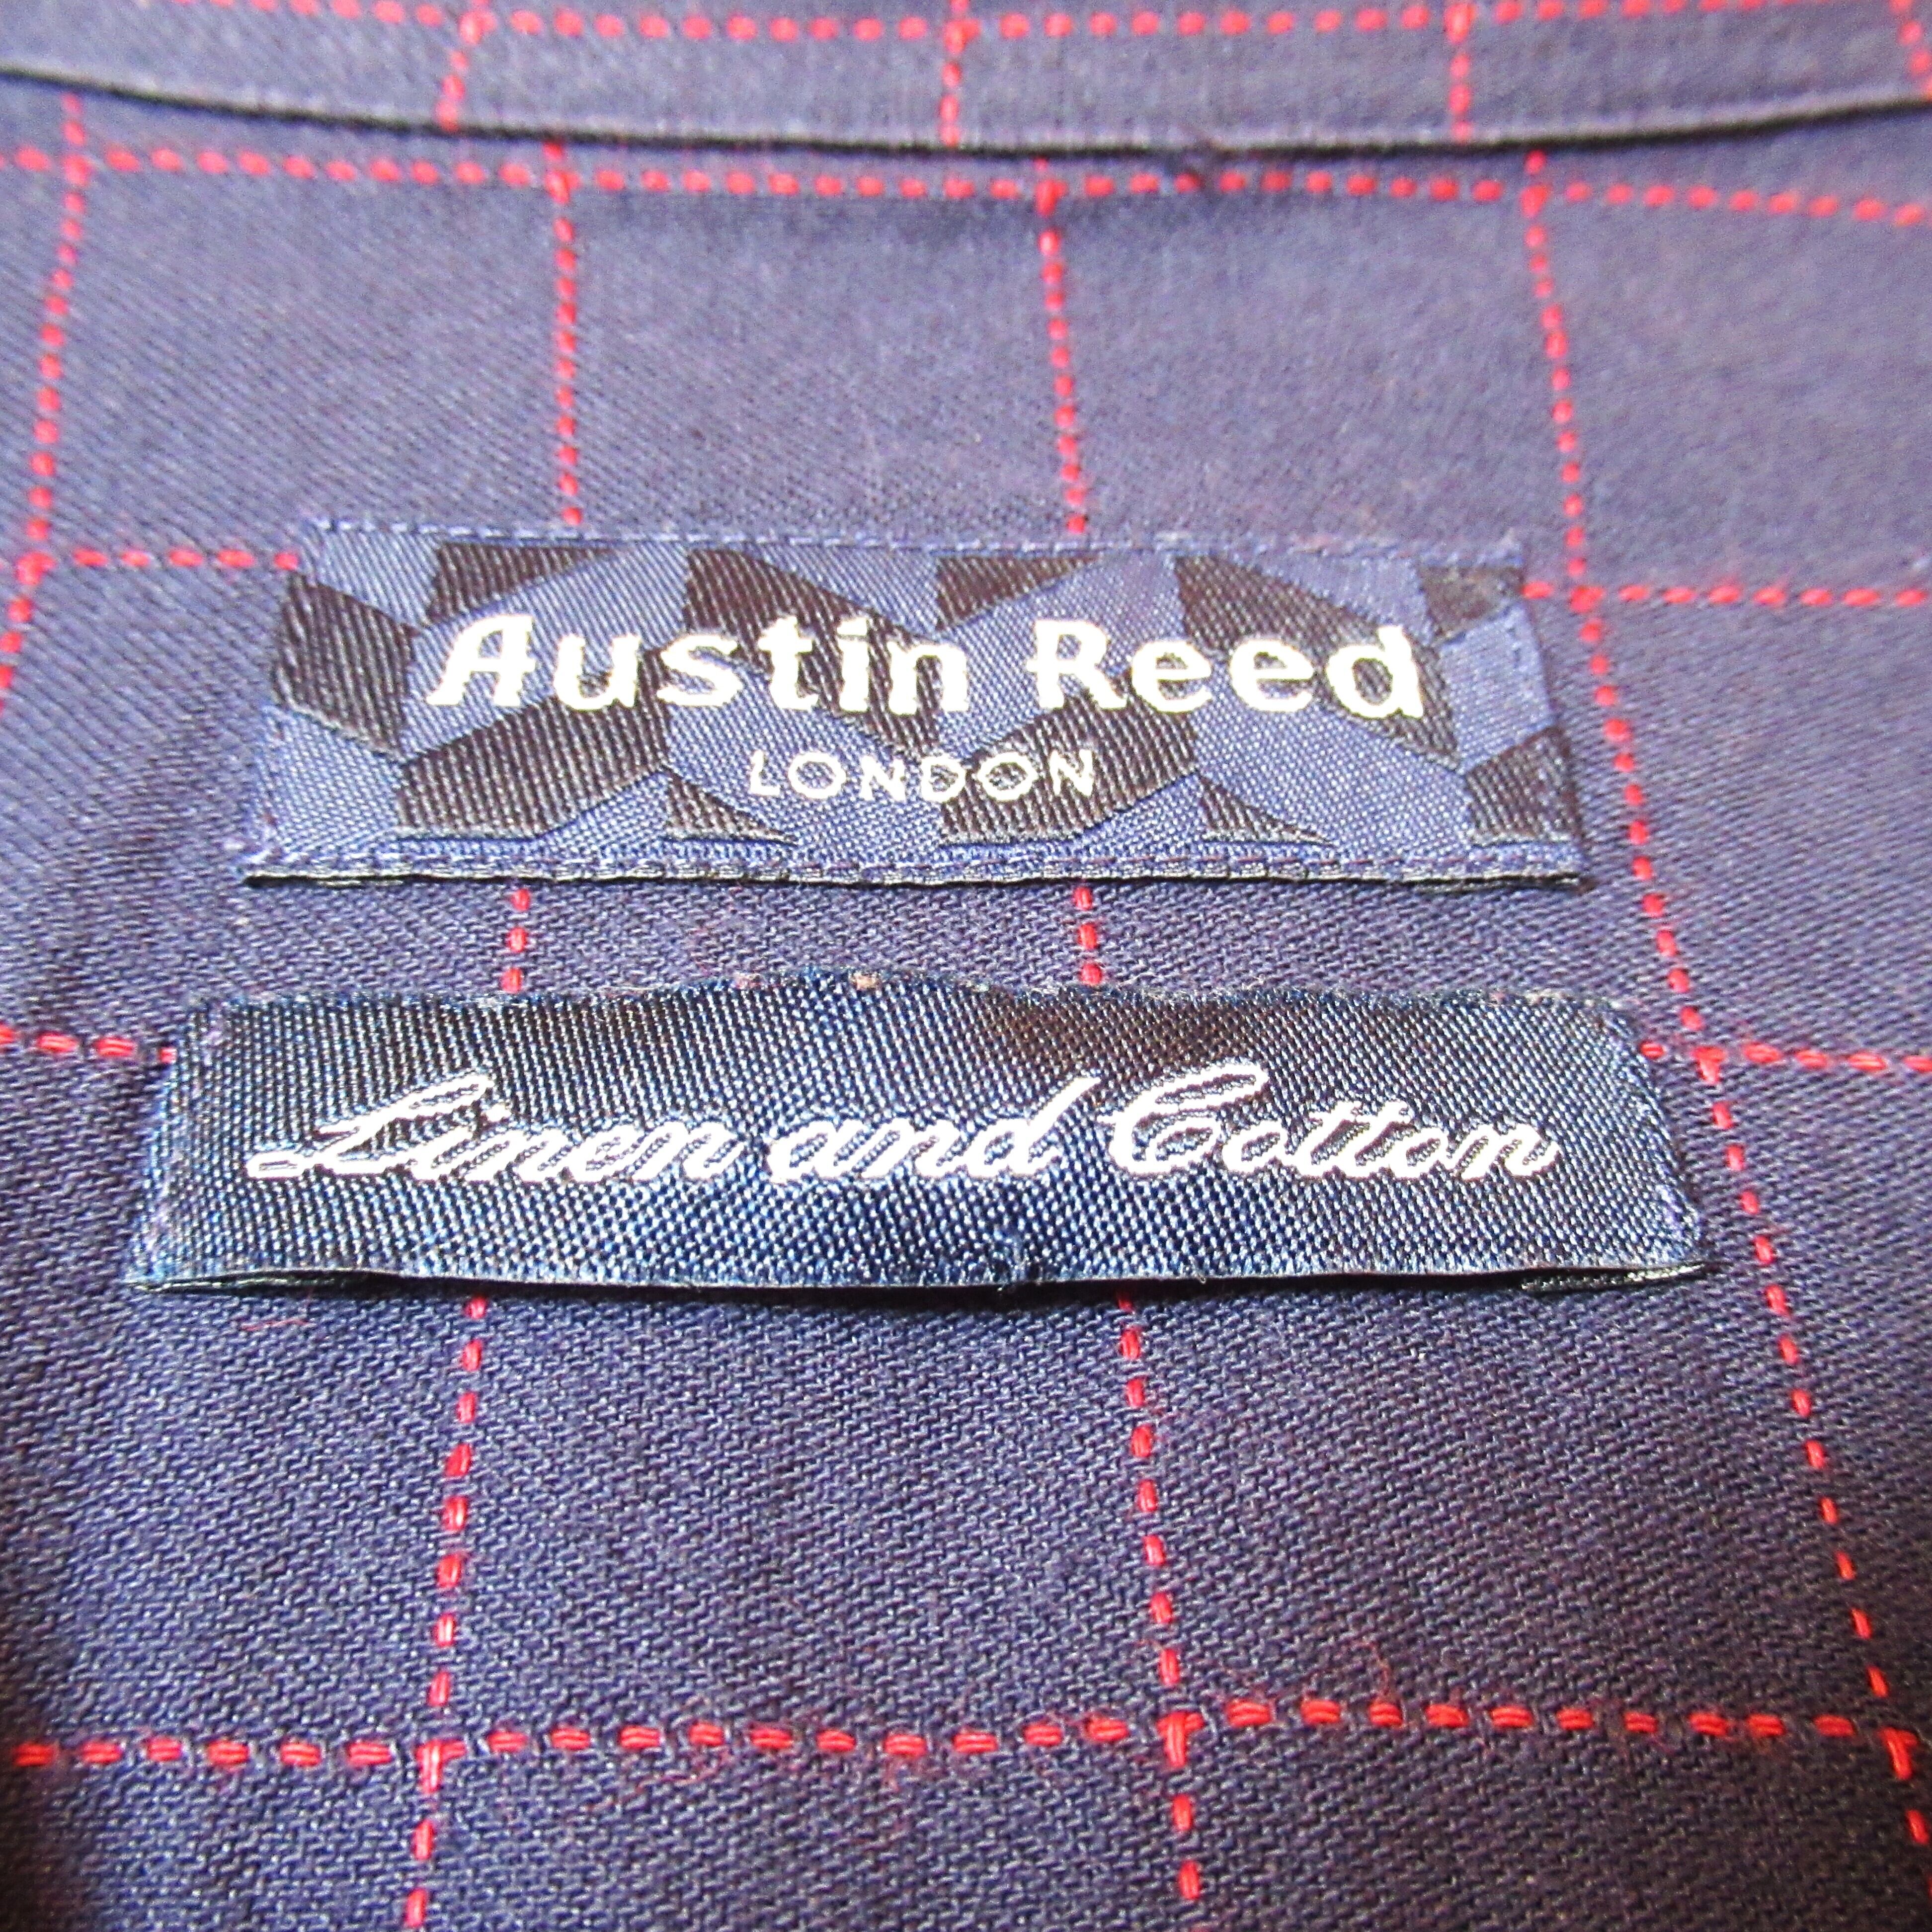 Austin Reed
LONDON
Linen and Cotton